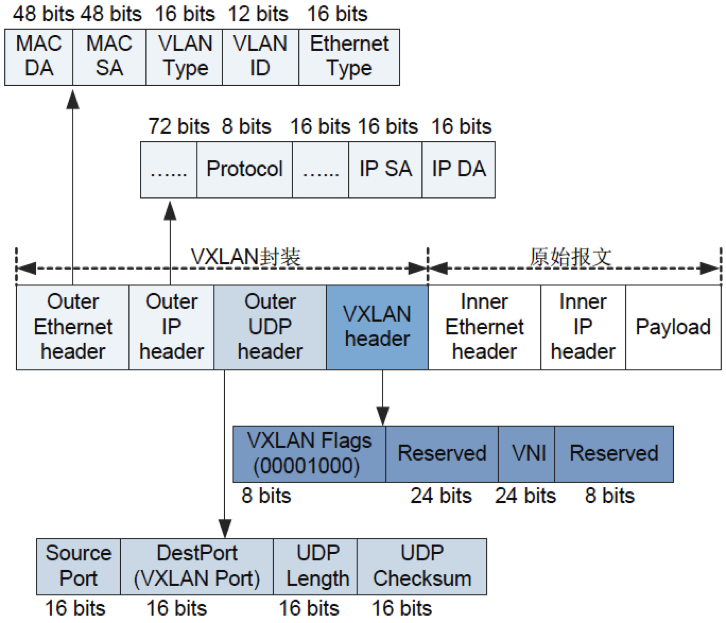 48 bits 48 bits 16 bits 12 bits 16 bits
MAC DA
MAC SA
VLAN Type
VLAN ID
Ethernet Type
72 bits 8 bits 16 bits 16 bits 16 bits
…... Protocol …... IP SA IP DA
VXLAN封装 原始报文
Outer Ethernet header
Outer IP header
Outer UDP header
VXLAN header
Inner Ethernet header
Inner IP header
Payload
VXLAN Flags (00001000)
Reserved
VNI
Reserved
8 bits 24 bits 24 bits 8 bits
Source Port
DestPort (VXLAN Port)
UDP Length
UDP Checksum
16 bits 16 bits 16 bits 16 bits